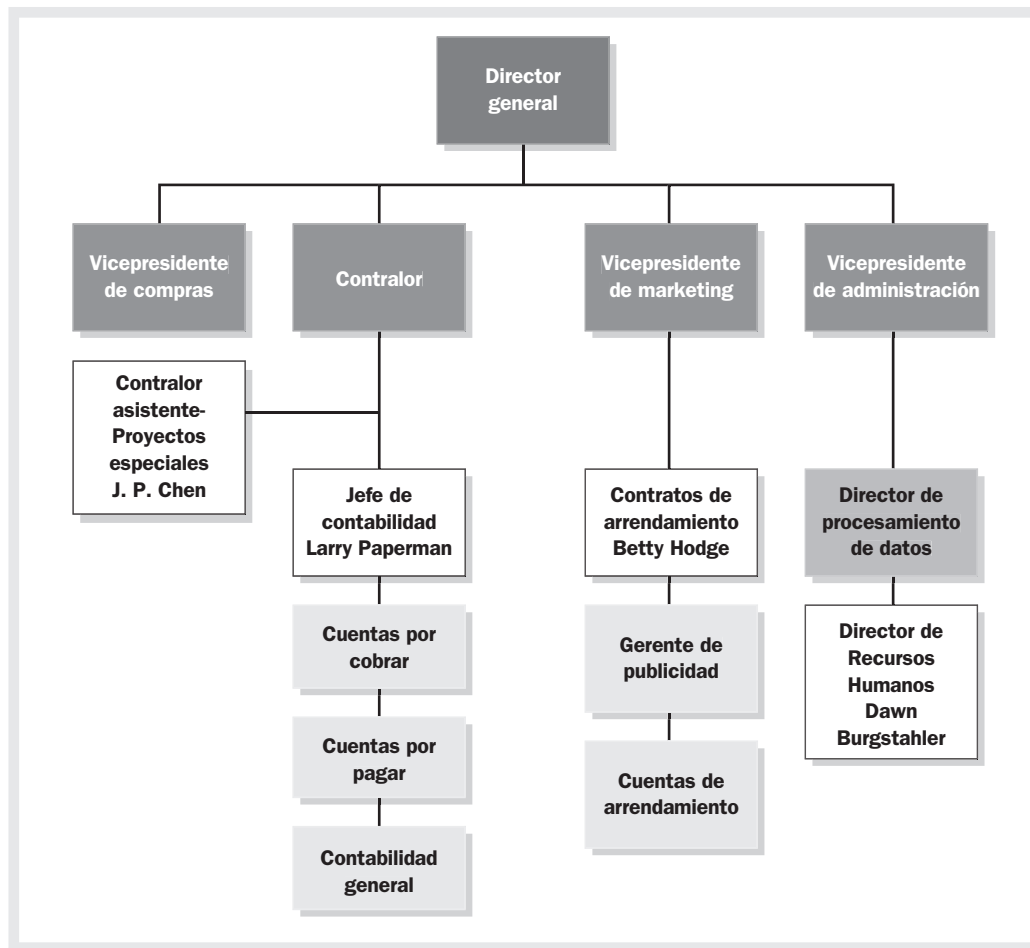 Director
general
Vicepresidente
de compras
Contralor
Vicepresidente
de marketing
Vicepresidente
de administración
Contralor
asistente-
Proyectos
especiales
J. P. Chen
Jefe de
contabilidad
Larry Paperman
Contratos de
arrendamiento
Betty Hodge
Director de
procesamiento
de datos
Cuentas por
cobrar
Gerente de
publicidad
Director de
Recursos
Humanos
Dawn
Burgstahler
Cuentas por
pagar
Cuentas de
arrendamiento
Contabilidad
general